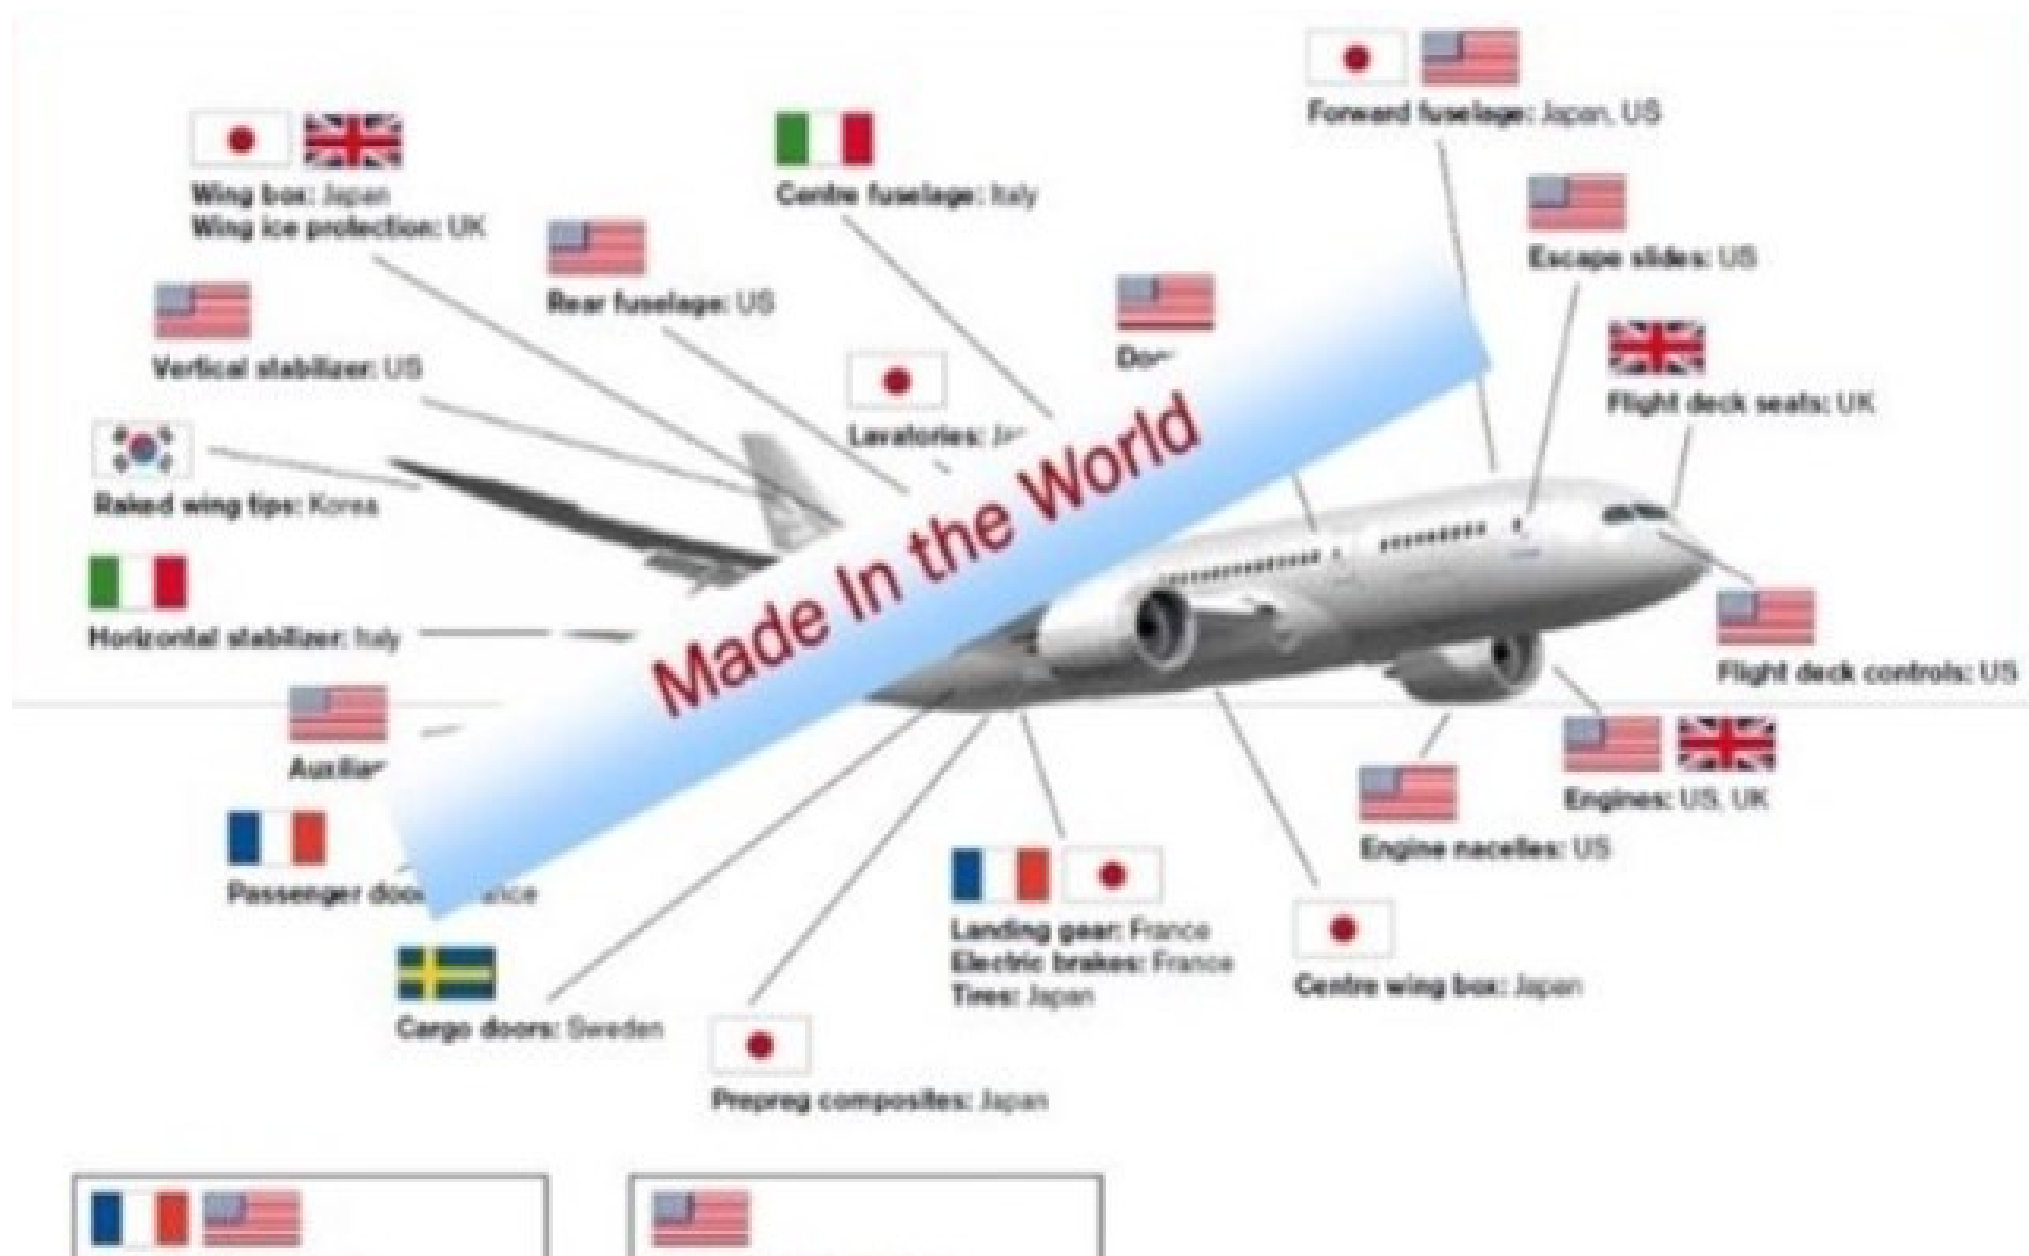 Forward fuselage: Japan, US
Wing box: Japan
Wing ice protection: UK
Centre fuselage: Italy
Escape slides: US
Rear fuselage: US
Vertical stabilizer: US
Flight deck seats: UK
Lavatories:
Raked wing tips: Korea
Made In the World
Horizontal stabilizer: Italy
Flight deck controls: US
Engines: US, UK
Engine nacelles: US
Passenger
Landing gear: France
Electric brakes: France
Tires: Japan
Centre wing box: Japan
Cargo doors: Sweden
Prepreg composites: Japan